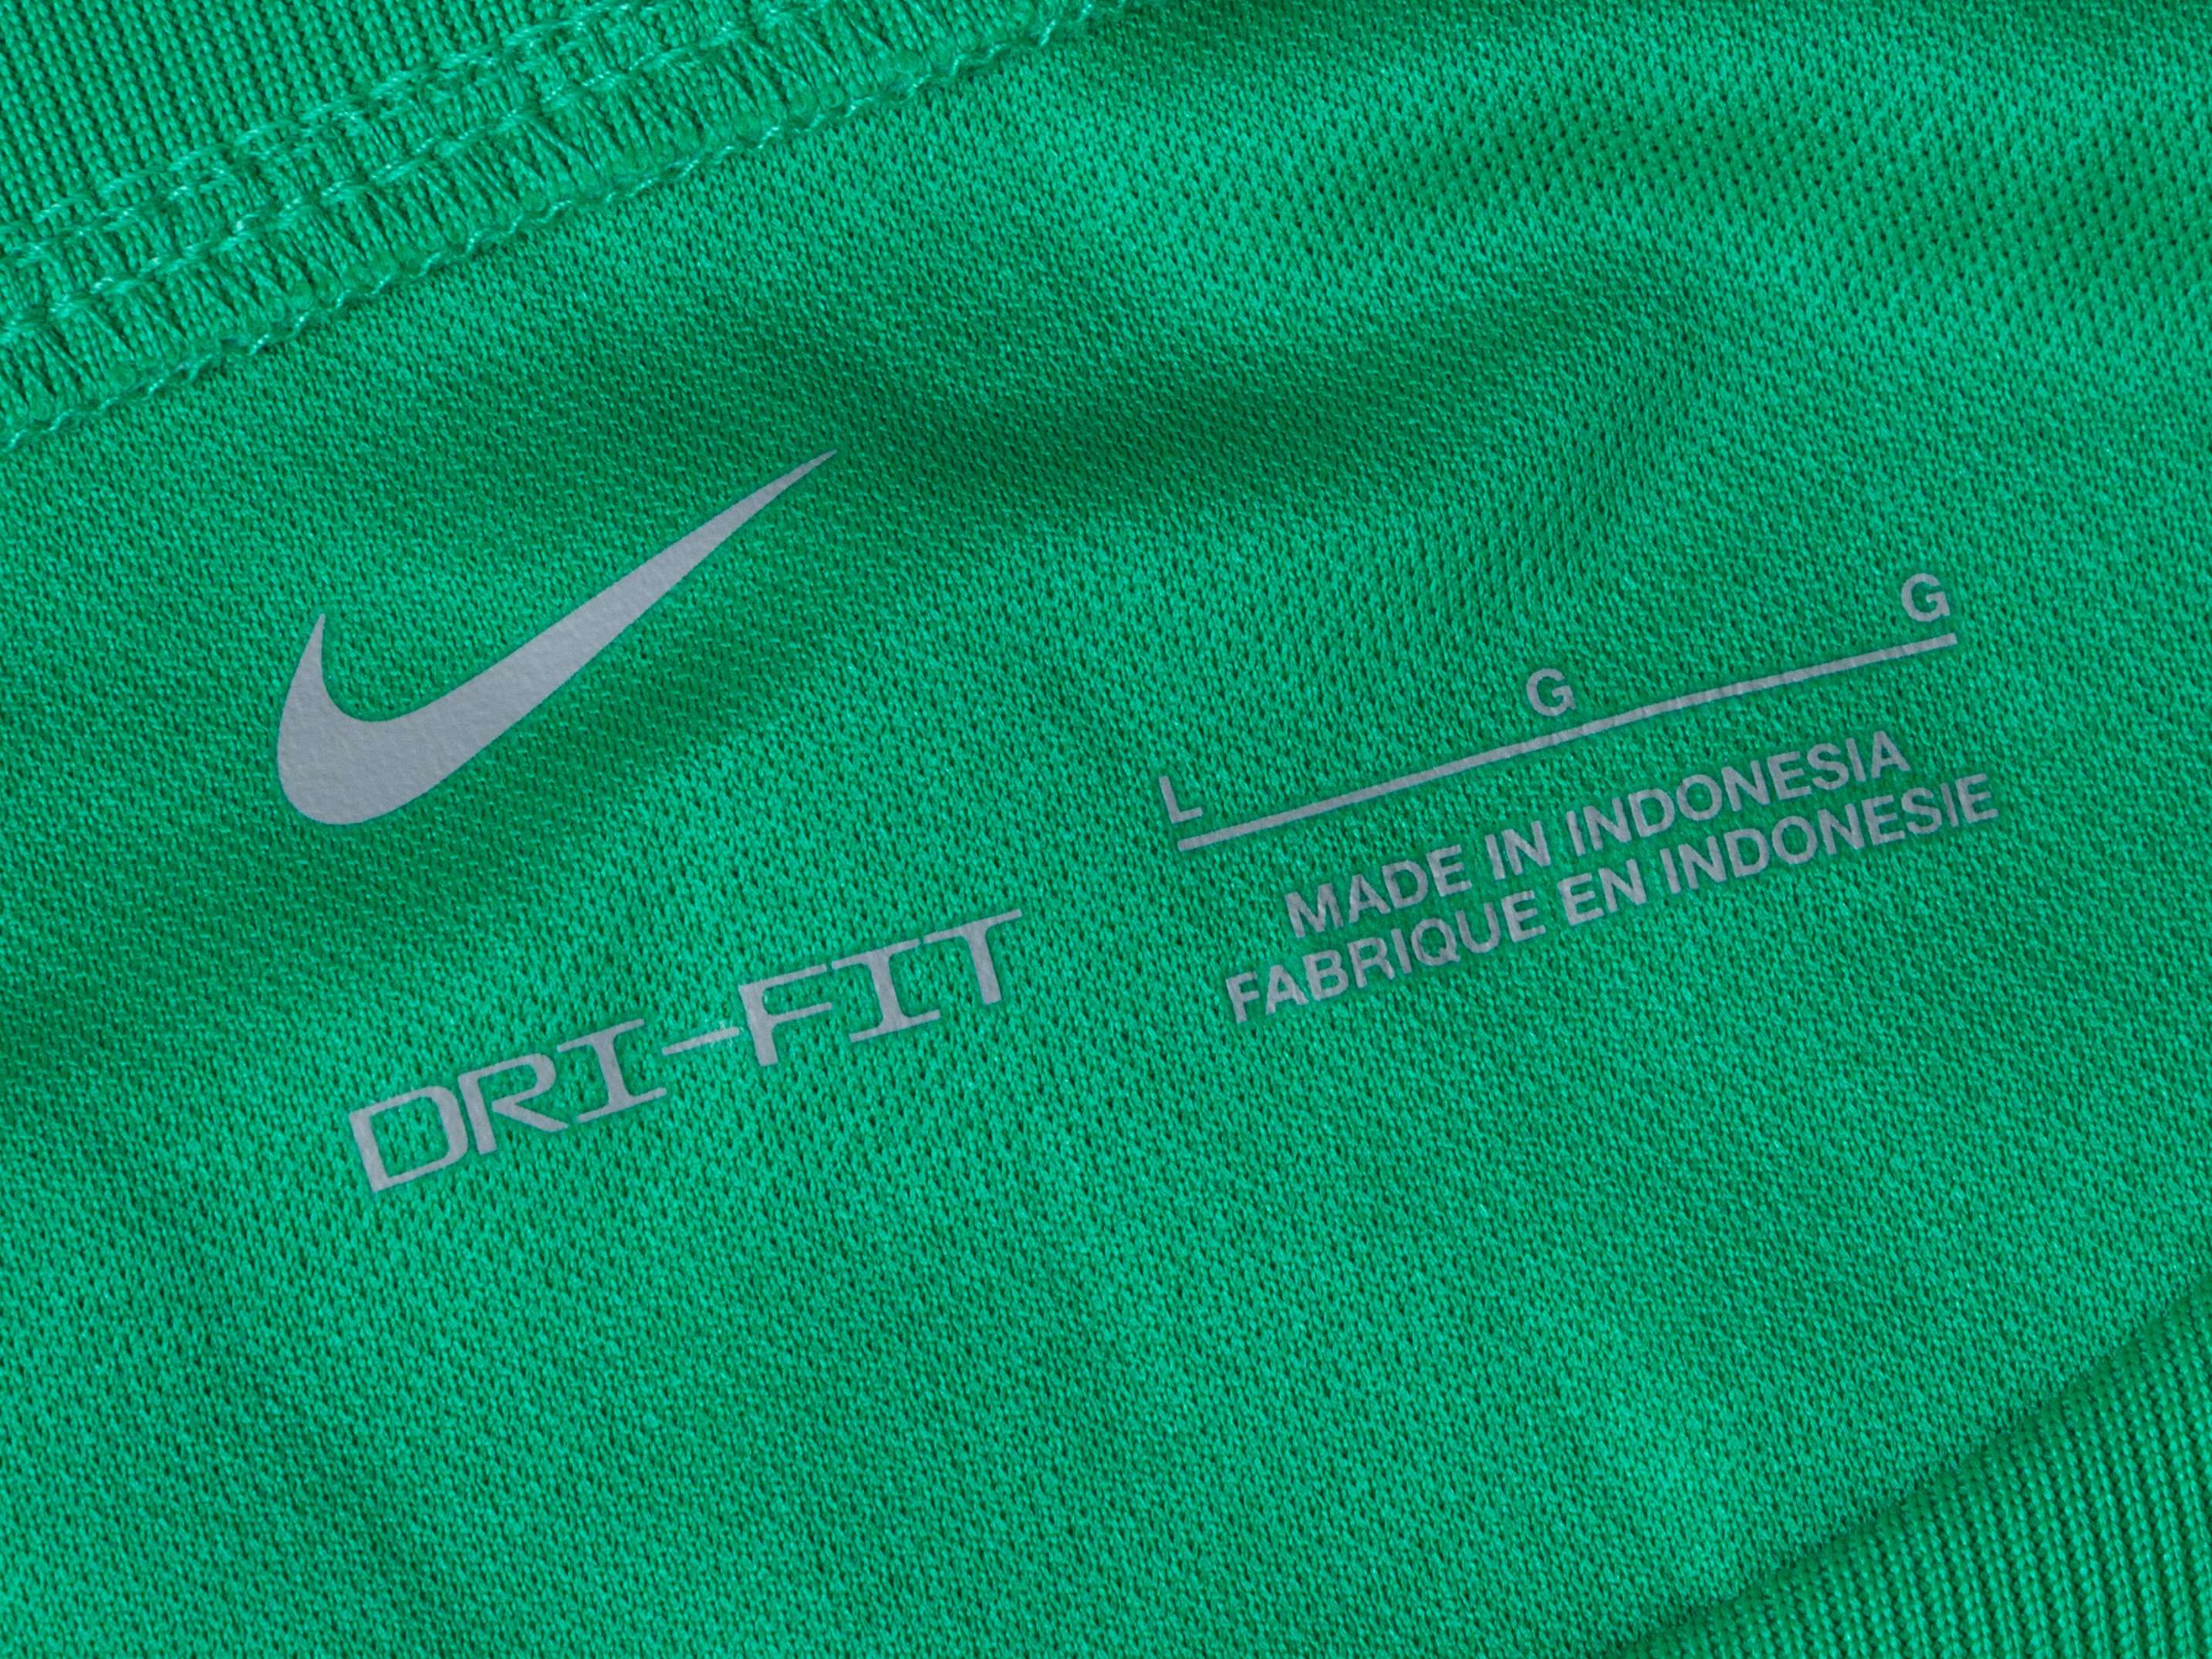 DRI-FIT
L G G
MADE IN INDONESIA
FABRIQUE EN INDONESIE